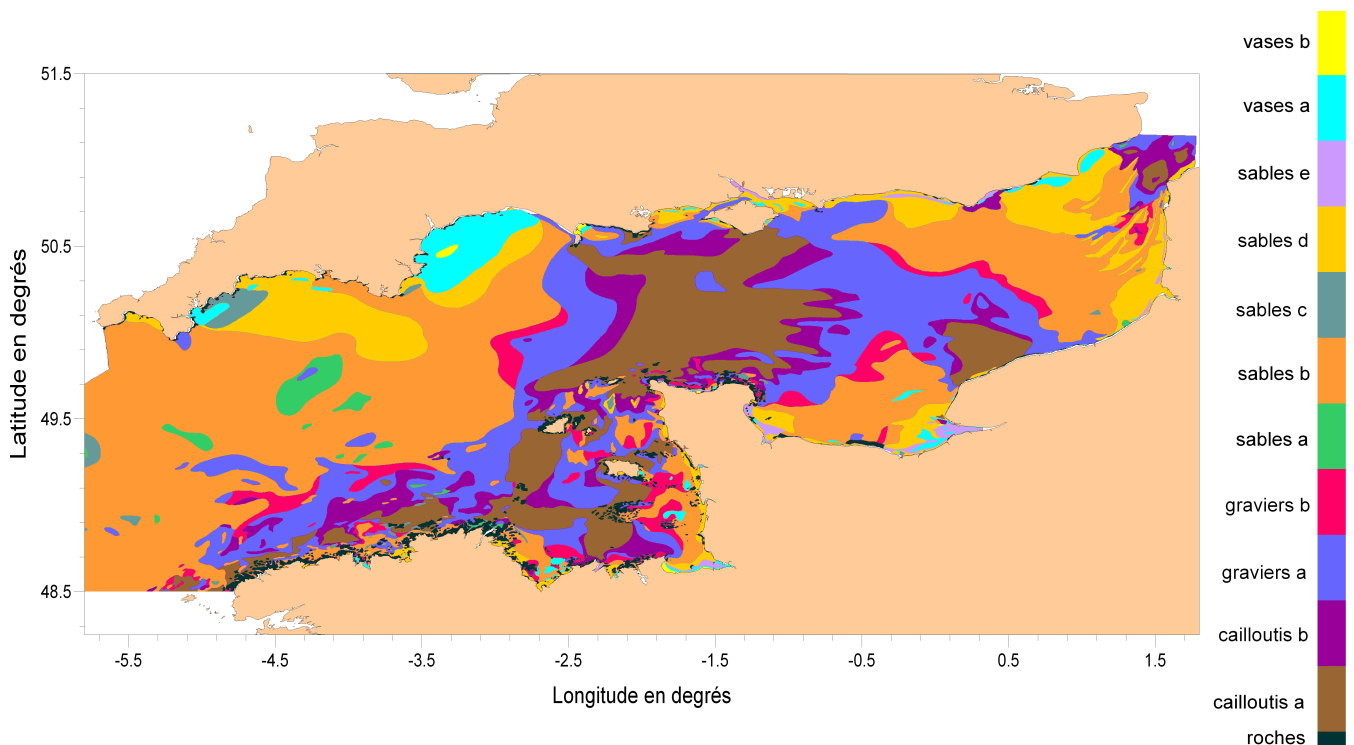 vases b
vases a
sables e
sables d
sables c
sables b
sables a
graviers b
graviers a
cailloutis b
cailloutis a
roches
Latitude en degrés
51.5
50.5
49.5
48.5
-5.5 -4.5 -3.5 -2.5 -1.5 -0.5 0.5 1.5
Longitude en degrés